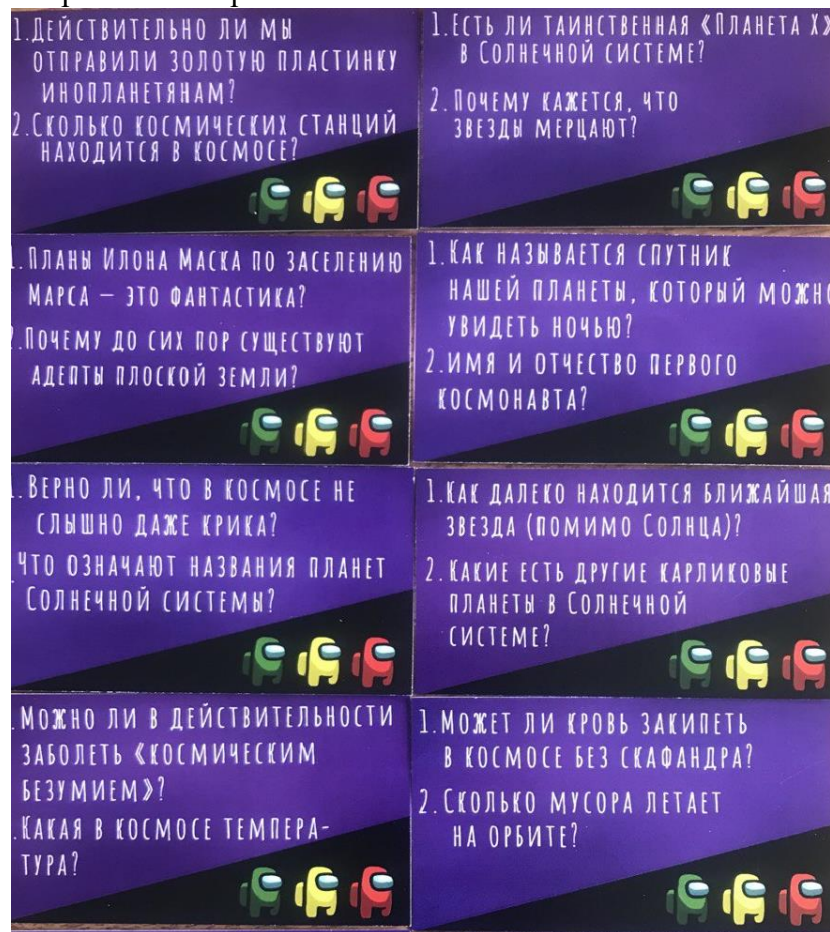 1.Действительно ли мы
отправили золотую пластинку
инопланетянам?
2.Сколько космических станций
находится в космосе?
1.Есть ли таинственная «Планета X»
в Солнечной системе?
2.Почему кажется, что
звезды мерцают?
1.Планы Илона Маска по заселению
Марса – это фантастика?
2.Почему до сих пор существуют
адепты плоской Земли?
1.Как называется спутник
нашей планеты, который можно
увидеть ночью?
2.имя и отчество первого
космонавта?
.Верно ли, что в космосе не
слышно даже крика?
Что означают названия планет
Солнечной системы?
1.Как далеко находится ближайшая
звезда (помимо Солнца)?
2.Какие есть другие карликовые
планеты в Солнечной
системе?
.Можно ли в действительности
заболеть «космическим
безумием»?
.Какая в космосе темпера-
тура?
1.Может ли кровь закипеть
в космосе без скафандра?
2.Сколько мусора летает
на орбите?